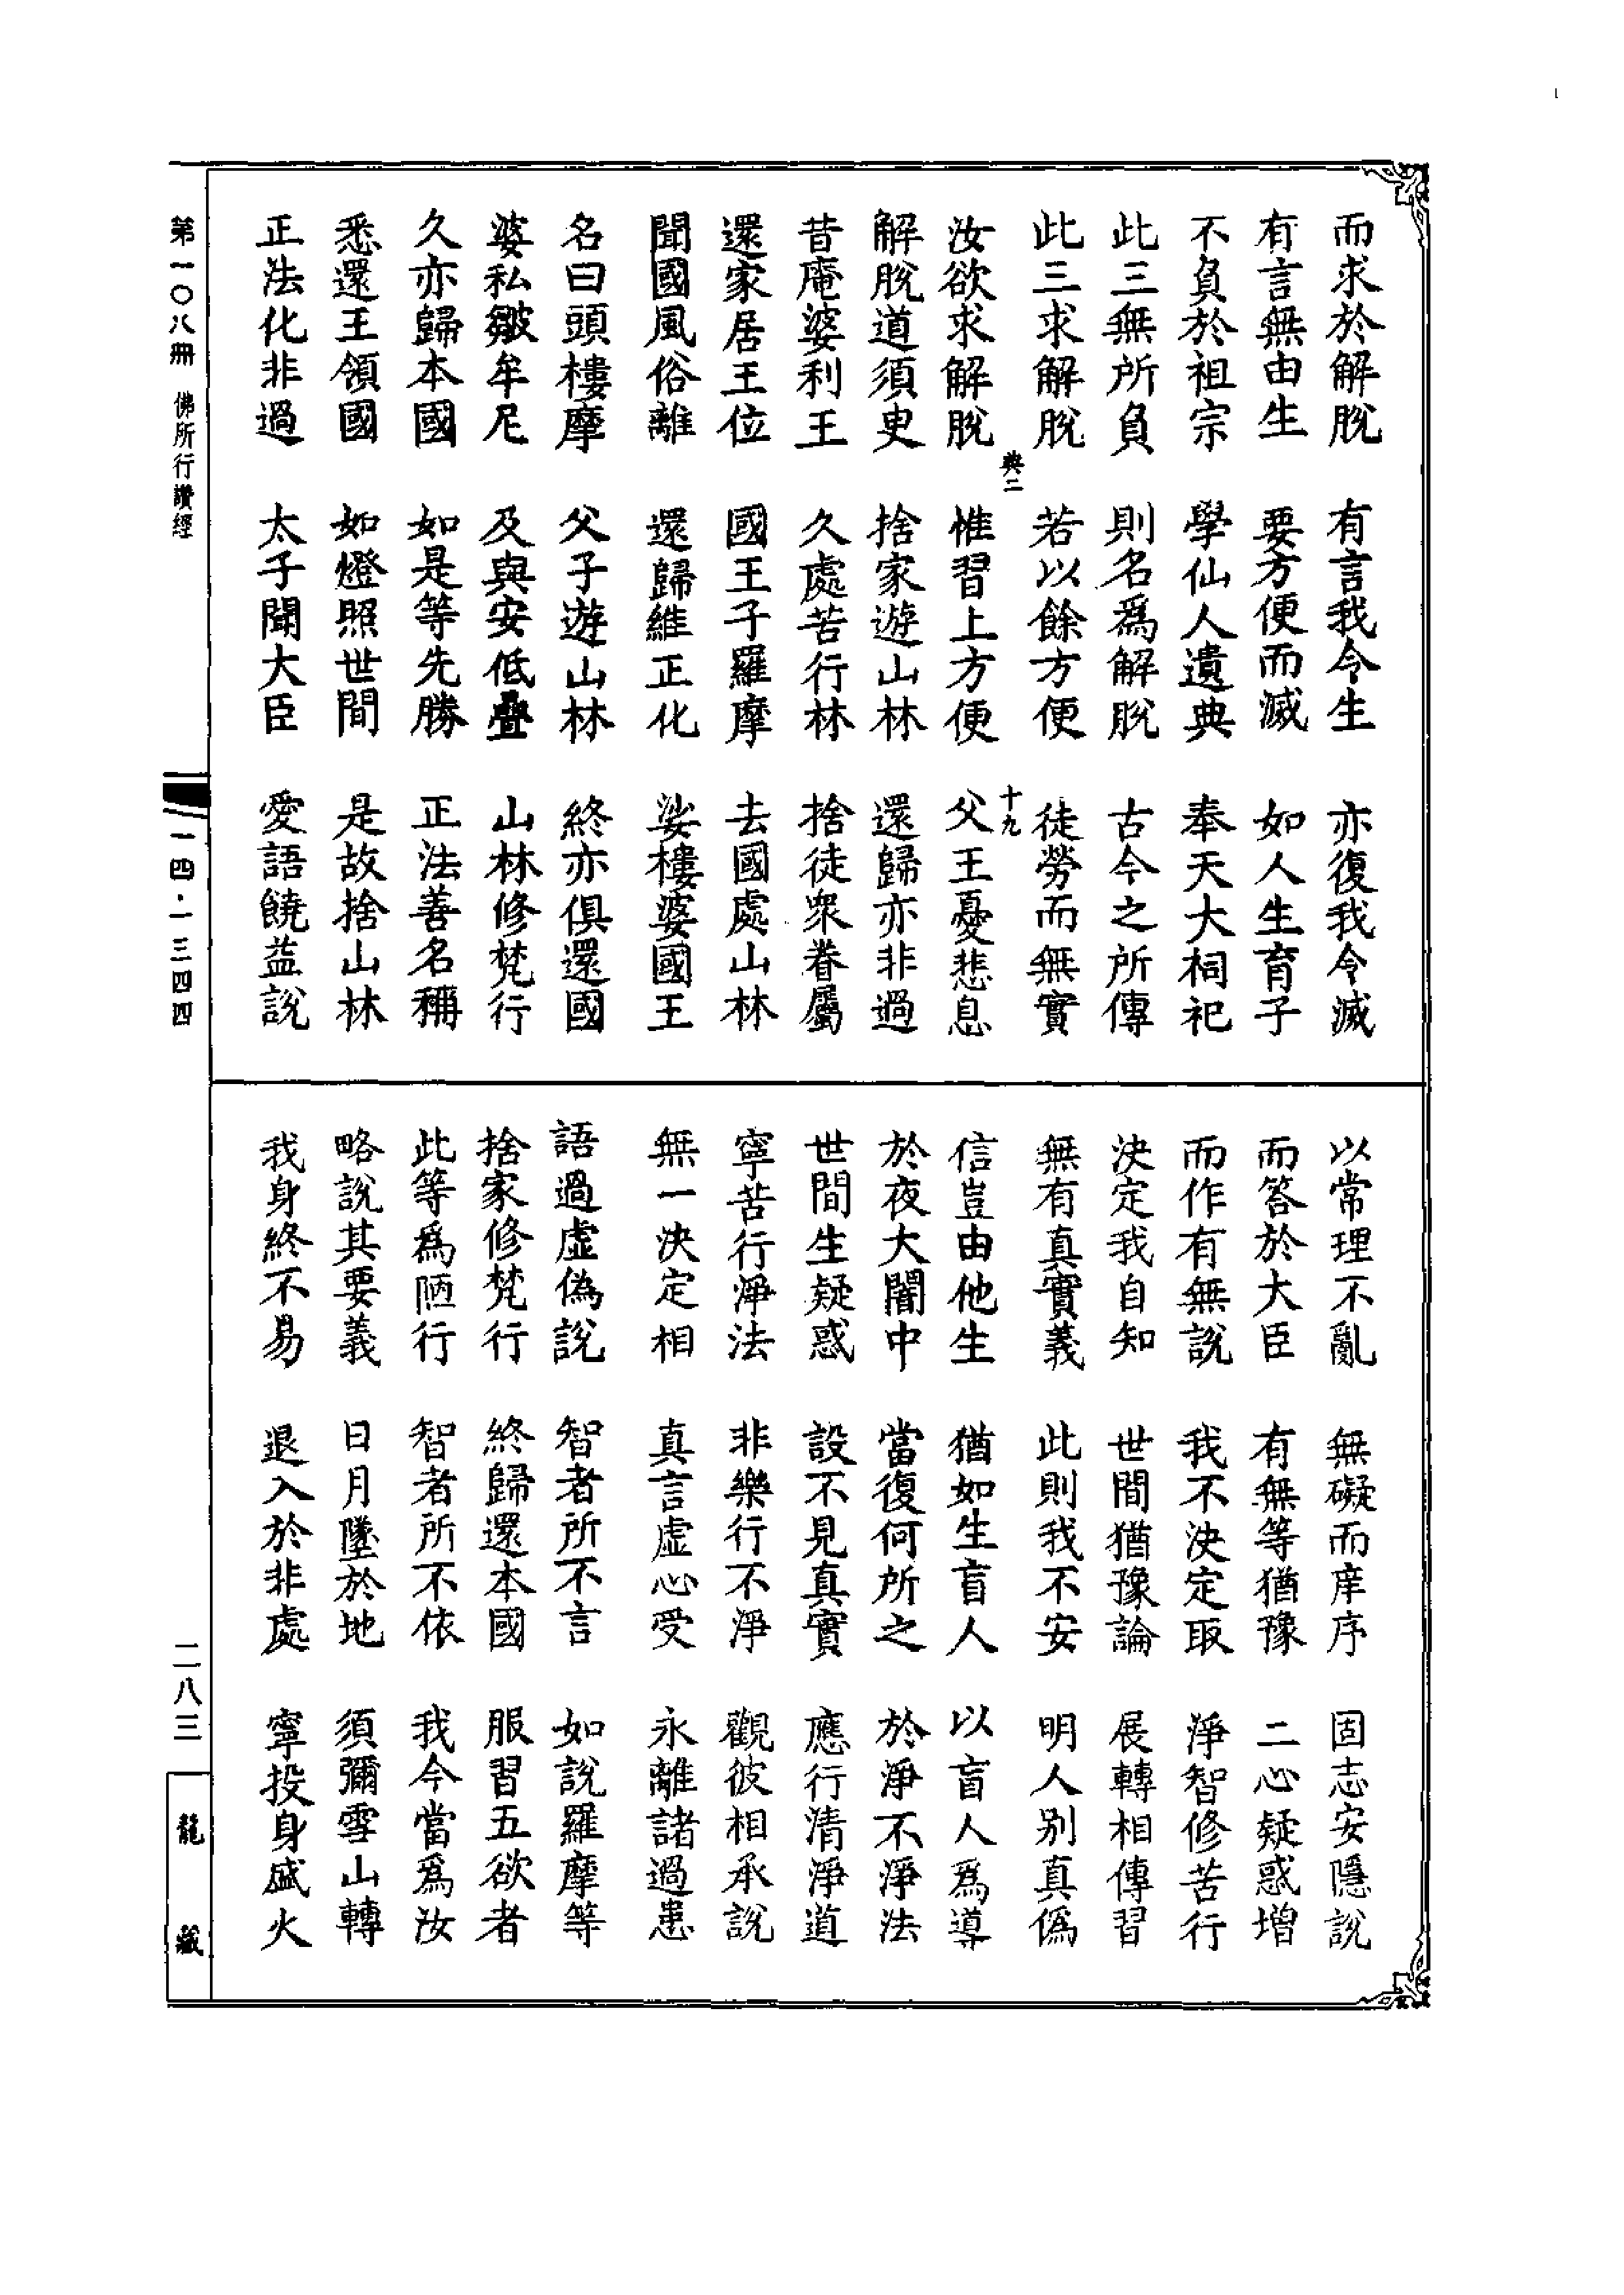 而求於解脫　有言我今生　亦復我今滅
有言無由生　要方便而滅　如人生育子
不負於祖宗　學仙人遺典　奉天大祠祀
此三無所負　則名爲解脫　古今之所傳
此三求解脫　若以餘方便　徒勞而無實
典二　十九
汝欲求解脫　惟習上方便　父王憂悲息
解脫道須臾　捨家遊山林　還歸亦非過
昔庵婆利王　久處苦行林　捨徒衆眷屬
還家居王位　國王子羅摩　去國處山林
聞國風俗離　還歸維正化　娑樓婆國王
名曰頭樓摩　父子遊山林　終亦俱還國
婆私皺牟尼　及與安低疊　山林修梵行
久亦歸本國　如是等先勝　正法善名稱
悉還王領國　如燈照世間　是故捨山林
正法化非過　太子聞大臣　愛語饒益說
以常理不亂　無礙而庠序　固志安隱說
而答於大臣　有無等猶豫　二心疑惑增
而作有無說　我不決定取　淨智修苦行
決定我自知　世間猶豫論　展轉相傳習
無有真實義　此則我不安　明人別真僞
信豈由他生　猶如生盲人　以盲人爲導
於夜大闇中　當復何所之　於淨不淨法
世間生疑惑　設不見真實　應行清淨道
寧苦行淨法　非樂行不淨　觀彼相承說
無一決定相　真言虛心受　永離諸過患
語過虛偽說　智者所不言　如說羅摩等
捨家修梵行　終歸還本國　服習五欲者
此等爲陋行　智者所不依　我今當爲汝
略說其要義　日月墜於地　須彌雪山轉
我身終不易　退入於非處　寧投身盛火
第一〇八冊　佛所行讚經
一四·一三四四
二八三
龍藏
1